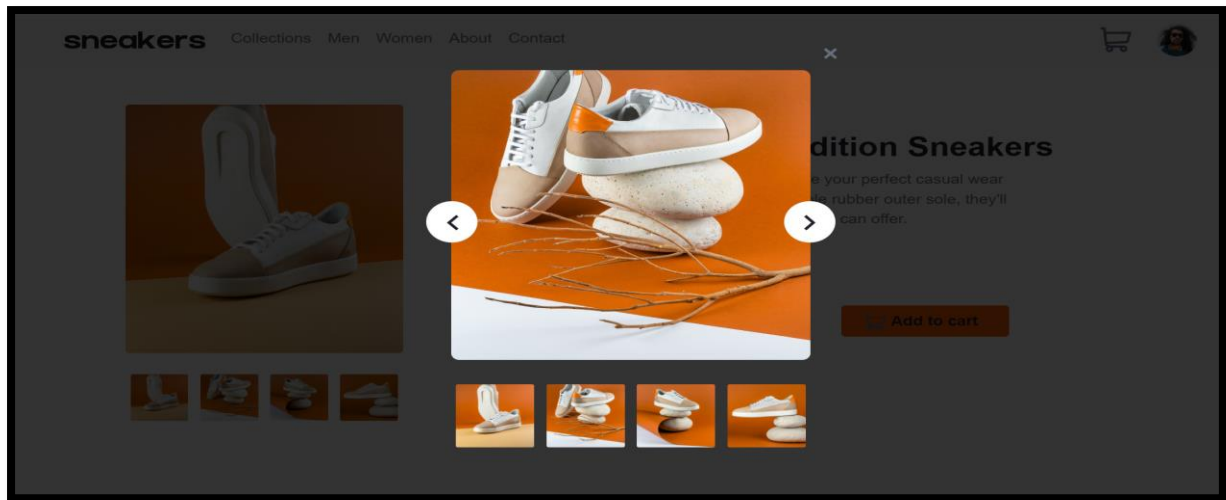 sneakers
Collections Men Women About Contact
dition Sneakers
e your perfect casual wear
le rubber outer sole, they'll
can offer.
Add to cart